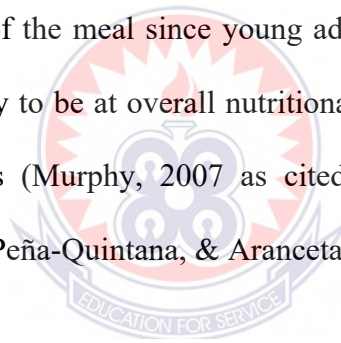 of the meal since young ad
y to be at overall nutritiona
s (Murphy, 2007 as cited
Peña-Quintana, & Aranceta
EDUCATION FOR SERVICE